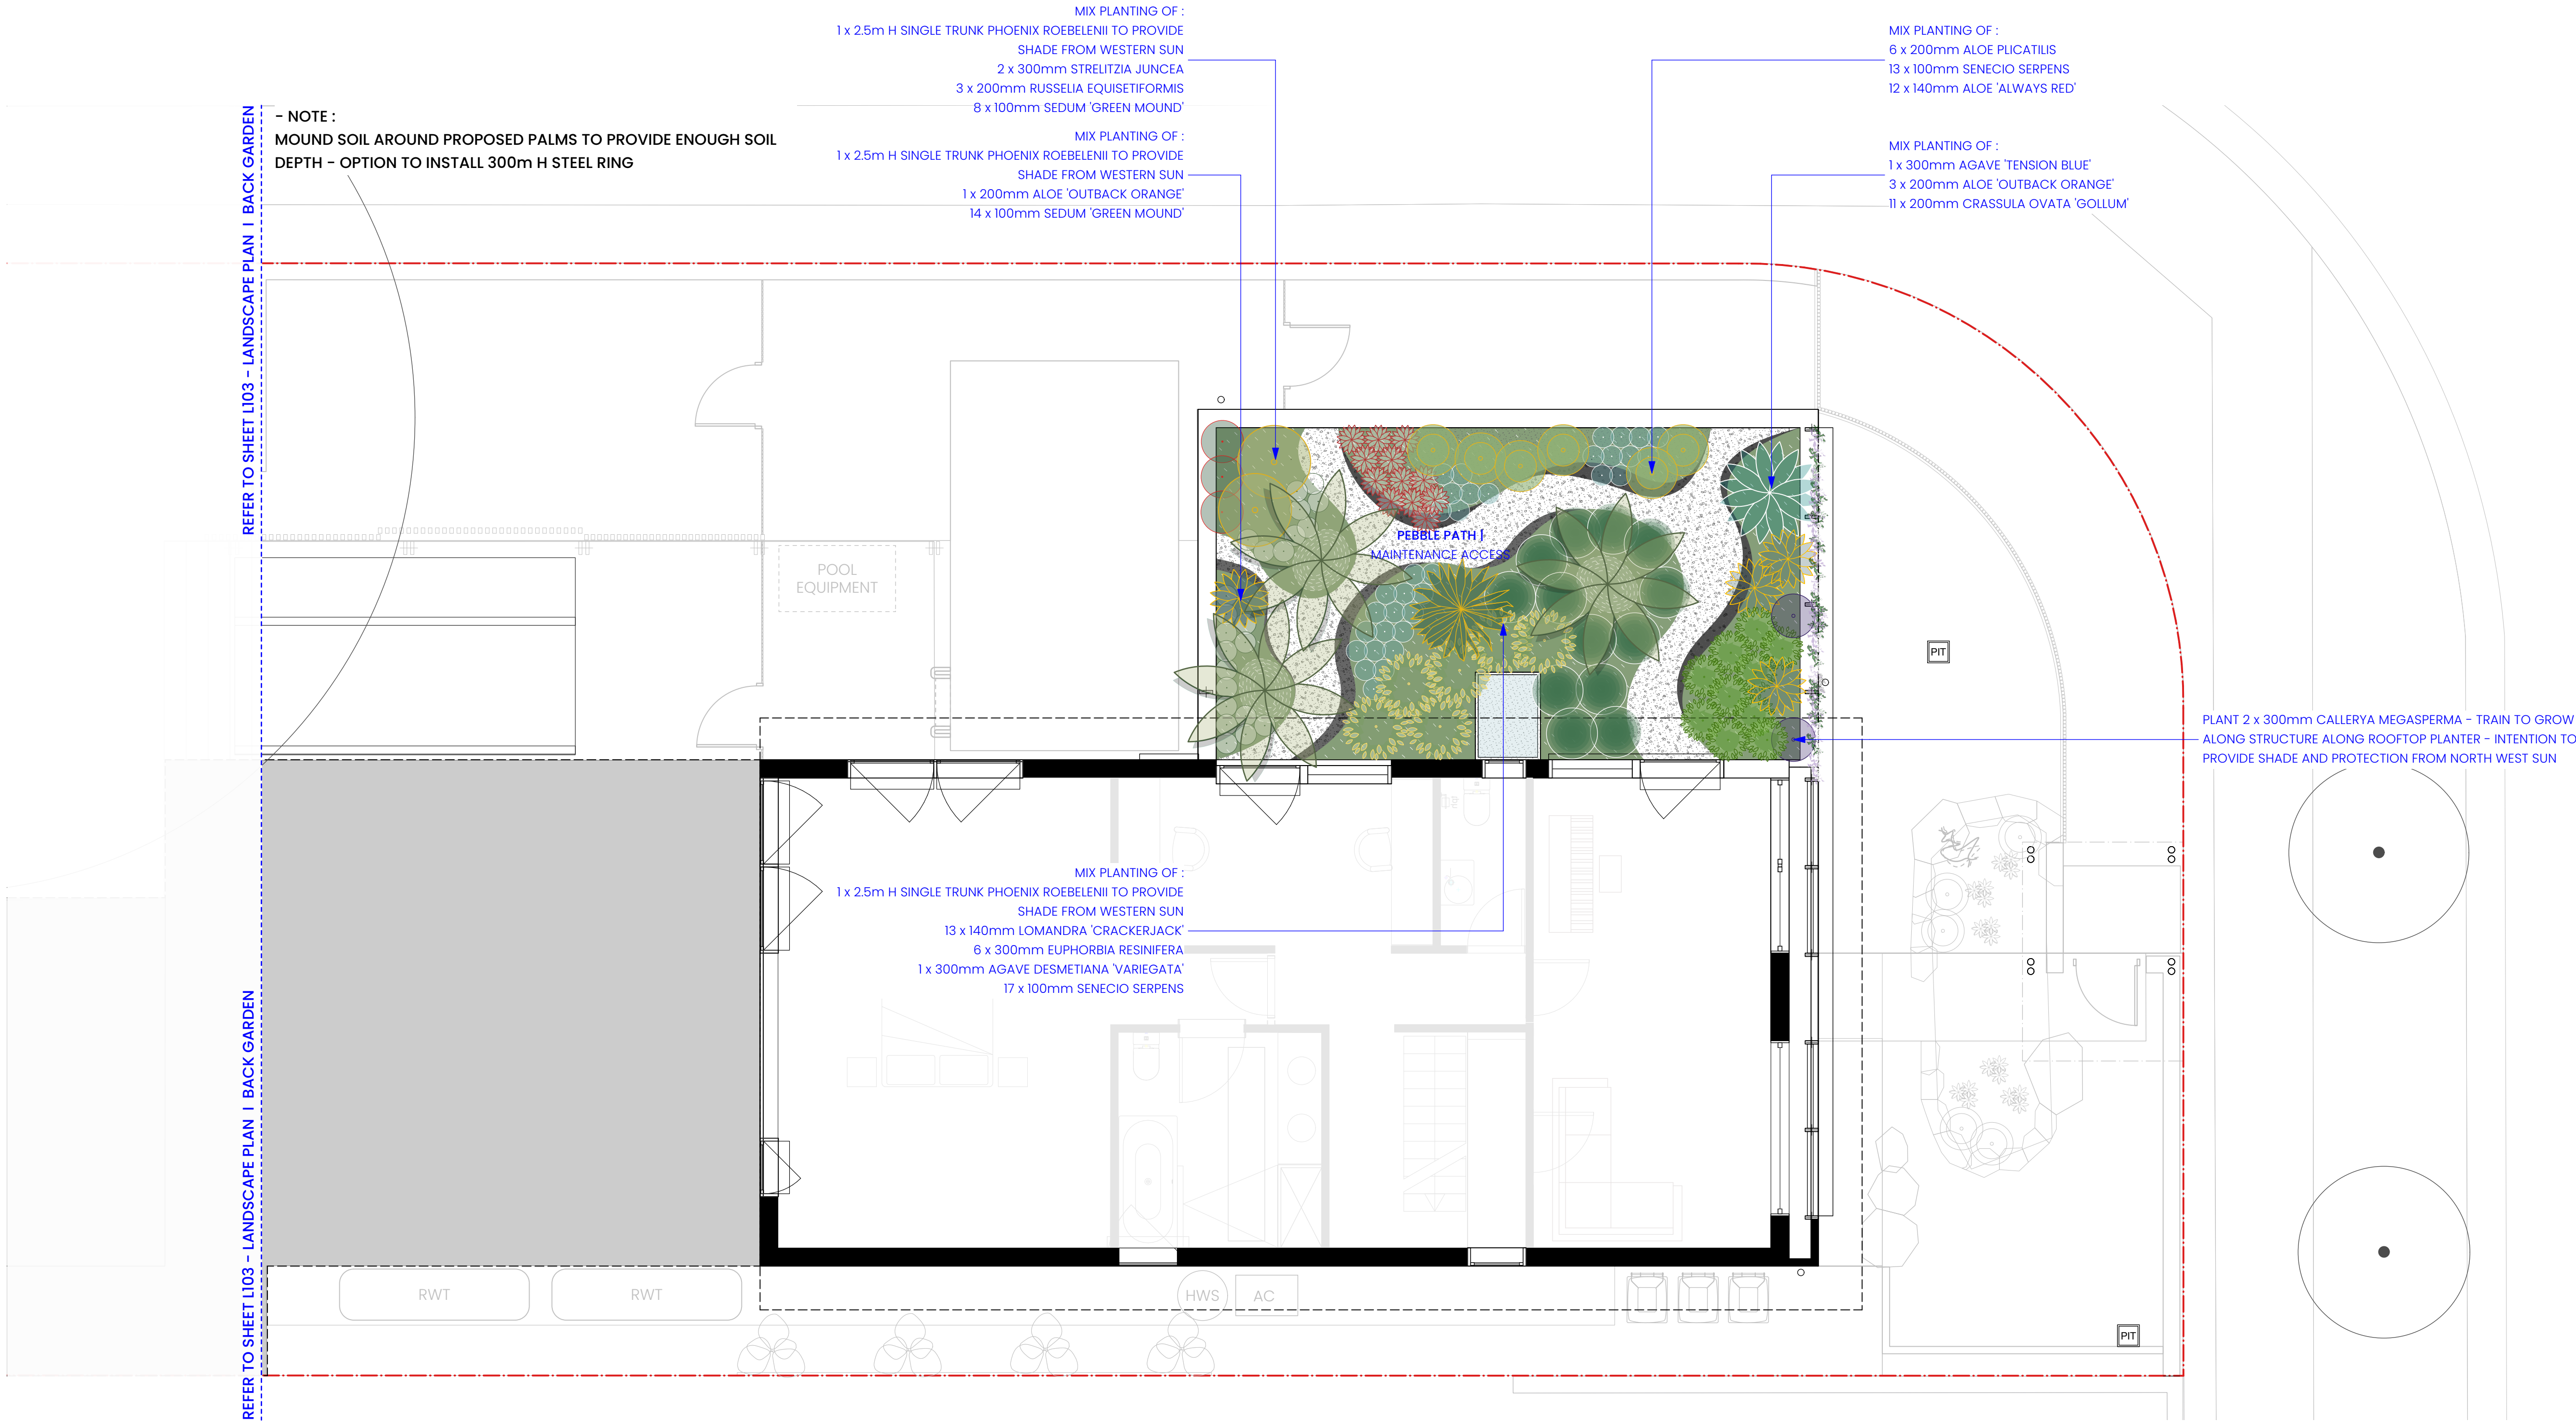 MIX PLANTING OF :
1 x 2.5m H SINGLE TRUNK PHOENIX ROEBELENII TO PROVIDE
SHADE FROM WESTERN SUN
2 x 300mm STRELITZIA JUNCEA
3 x 200mm RUSSELIA EQUISETIFORMIS
8 x 100mm SEDUM 'GREEN MOUND'
MIX PLANTING OF :
1 x 2.5m H SINGLE TRUNK PHOENIX ROEBELENII TO PROVIDE
SHADE FROM WESTERN SUN
1 x 200mm ALOE 'OUTBACK ORANGE'
14 x 100mm SEDUM 'GREEN MOUND'
MIX PLANTING OF :
6 x 200mm ALOE PLICATILIS
13 x 100mm SENECIO SERPENS
12 x 140mm ALOE 'ALWAYS RED'
MIX PLANTING OF :
1 x 300mm AGAVE 'TENSION BLUE'
3 x 200mm ALOE 'OUTBACK ORANGE'
11 x 200mm CRASSULA OVATA 'GOLLUM'
- NOTE :
MOUND SOIL AROUND PROPOSED PALMS TO PROVIDE ENOUGH SOIL
DEPTH - OPTION TO INSTALL 300m H STEEL RING
REFER TO SHEET L103 - LANDSCAPE PLAN | BACK GARDEN
PEBBLE PATH |
MAINTENANCE ACCESS
POOL
EQUIPMENT
PIT
PLANT 2 x 300mm CALLERYA MEGASPERMA - TRAIN TO GROW
ALONG STRUCTURE ALONG ROOFTOP PLANTER - INTENTION TO
PROVIDE SHADE AND PROTECTION FROM NORTH WEST SUN
MIX PLANTING OF :
1 x 2.5m H SINGLE TRUNK PHOENIX ROEBELENII TO PROVIDE
SHADE FROM WESTERN SUN
13 x 140mm LOMANDRA 'CRACKERJACK'
6 x 300mm EUPHORBIA RESINIFERA
1 x 300mm AGAVE DESMETIANA 'VARIEGATA'
17 x 100mm SENECIO SERPENS
REFER TO SHEET L103 - LANDSCAPE PLAN | BACK GARDEN
RWT
RWT
HWS
AC
PIT